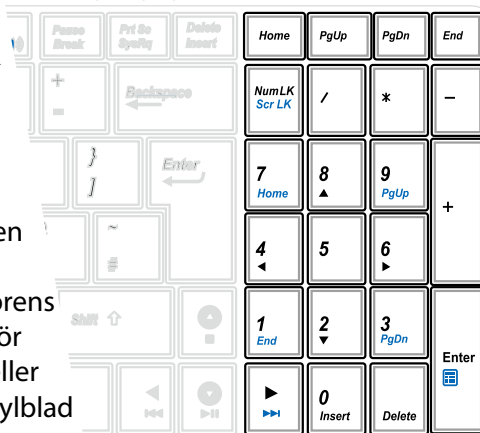 Pause Prt Sc Delete Home PgUp PgDn End
Break SysRq Insert
+ NumLK / * –
– Backspace Scr LK
} Enter 7 8 9 +
] Home PgUp
en ~ 4 5 6
#
orens Shift 1 2 3
ör End PgDn Enter
ller
ylblad 0
Insert Delete